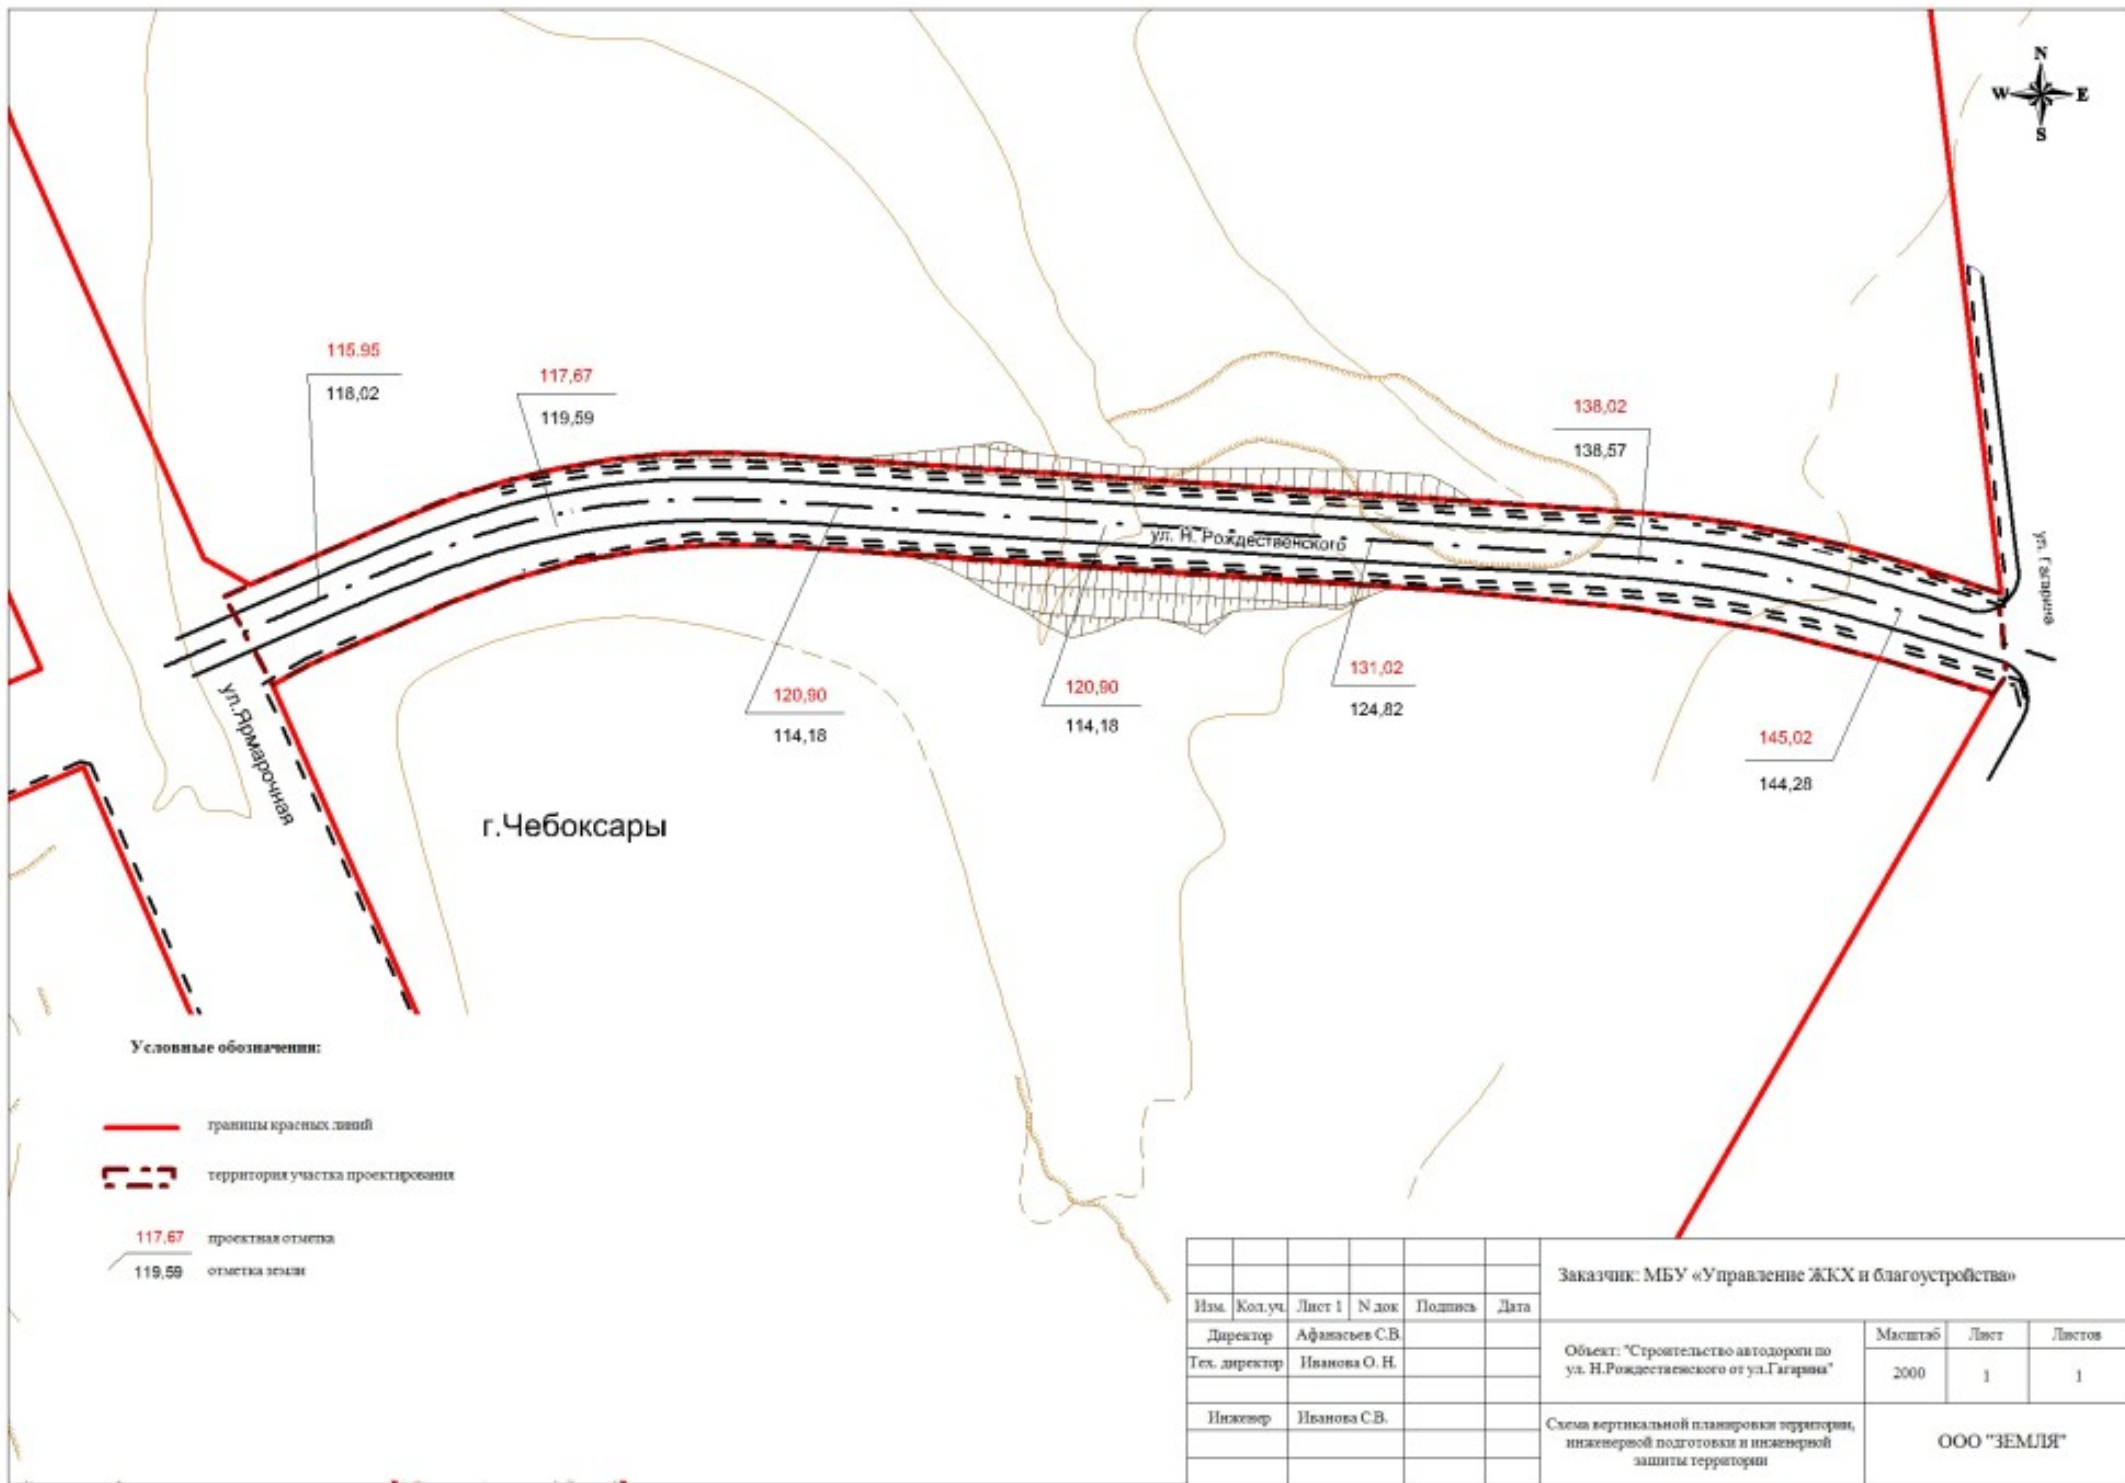 N
W E
S
115.95
118,02
117,67
119,59
138,02
138,57
ул. Н. Рождественского
ул. Гагарина
120,90
114,18
120,90
114,18
131,02
124,82
145,02
144,28
ул.Ярмарочная
г.Чебоксары
Условные обозначения:
границы красных линий
территория участка проектирования
117,67 проектная отметка
119,59 отметка земли
Заказчик: МБУ «Управление ЖКХ и благоустройства»
Изм. Кол.уч. Лист 1 N док Подпись Дата
Директор Афанасьев С.В.
Тех. директор Иванова О. Н.
Инженер Иванова С.В.
Объект: "Строительство автодороги по
ул. Н.Рождественского от ул.Гагарина"
Масштаб Лист Листов
2000 1 1
Схема вертикальной планировки территории,
инженерной подготовки и инженерной
защиты территории
ООО "ЗЕМЛЯ"